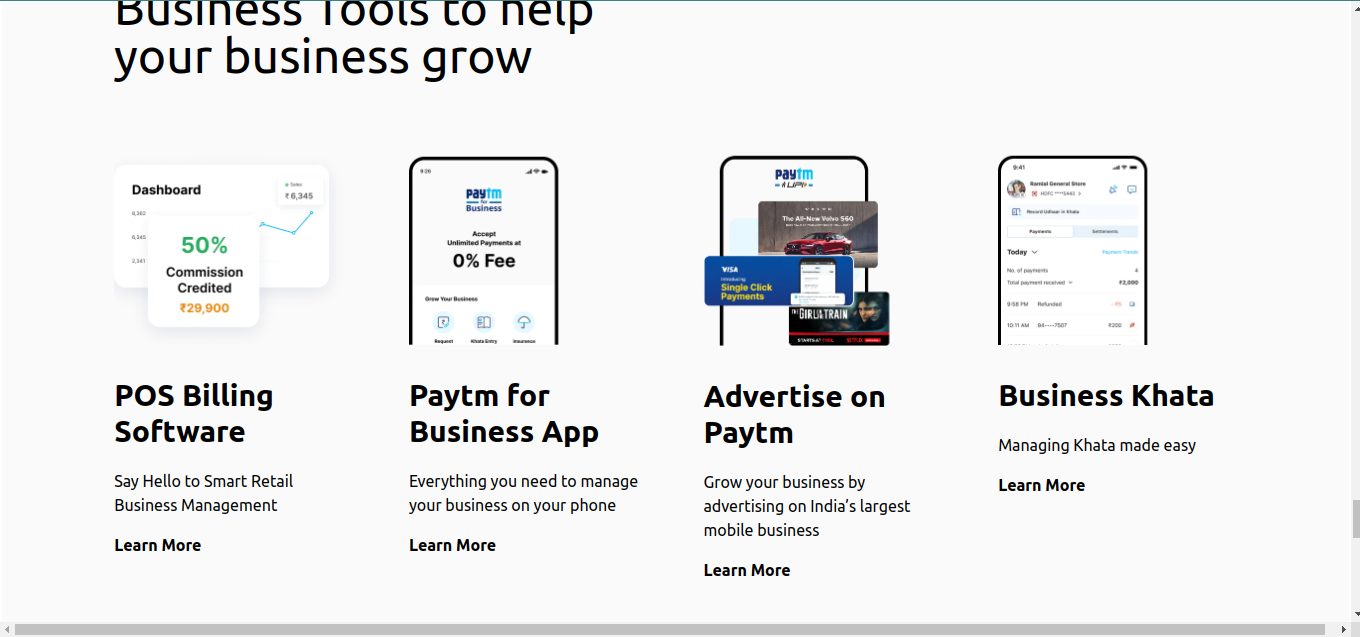 Business Tools to help
your business grow
Dashboard
Sales
₹ 6,345
6,345
2,341
50%
Commission
Credited
₹29,900
POS Billing
Software
Say Hello to Smart Retail
Business Management
Learn More
9:26
paytm
for
Business
Accept
Unlimited Payments at
0% Fee
Grow Your Business
Request
Khata Entry
Insurance
Paytm for
Business App
Everything you need to manage
your business on your phone
Learn More
paytm
UPI
VOLVO
The All-New Volvo S60
VISA
Introducing
Single Click
Payments
THE GIRL ON THE TRAIN
NETFLIX
Advertise on
Paytm
Grow your business by
advertising on India’s largest
mobile business
Learn More
9:41
Ramlal General Store
HDFC ****5443 >
Record Udhaar in Khata
Payments
Settlements
Today
Payment Trends
No. of payments
4
Total payment received
₹2,000
9:58 PM Refunded - ₹5
10:11 AM 94----7507 ₹200
Business Khata
Managing Khata made easy
Learn More